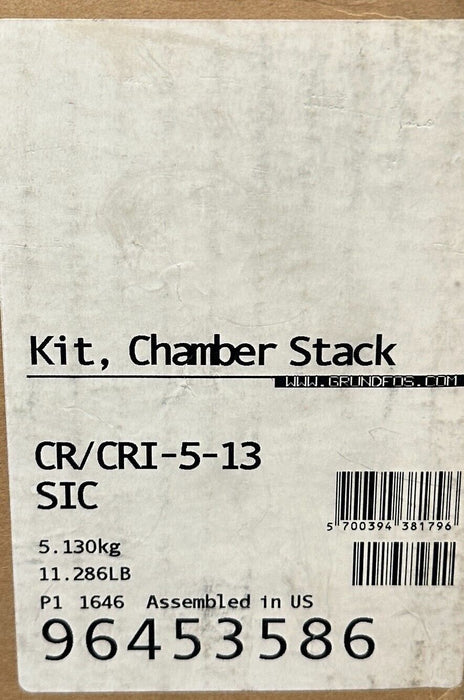 Kit, Chamber Stack
WWW.GRUNDFOS.COM
CR/CRI-5-13
SIC
5 700394 381796
5.130kg
11.286LB
P1 1646 Assembled in US
96453586